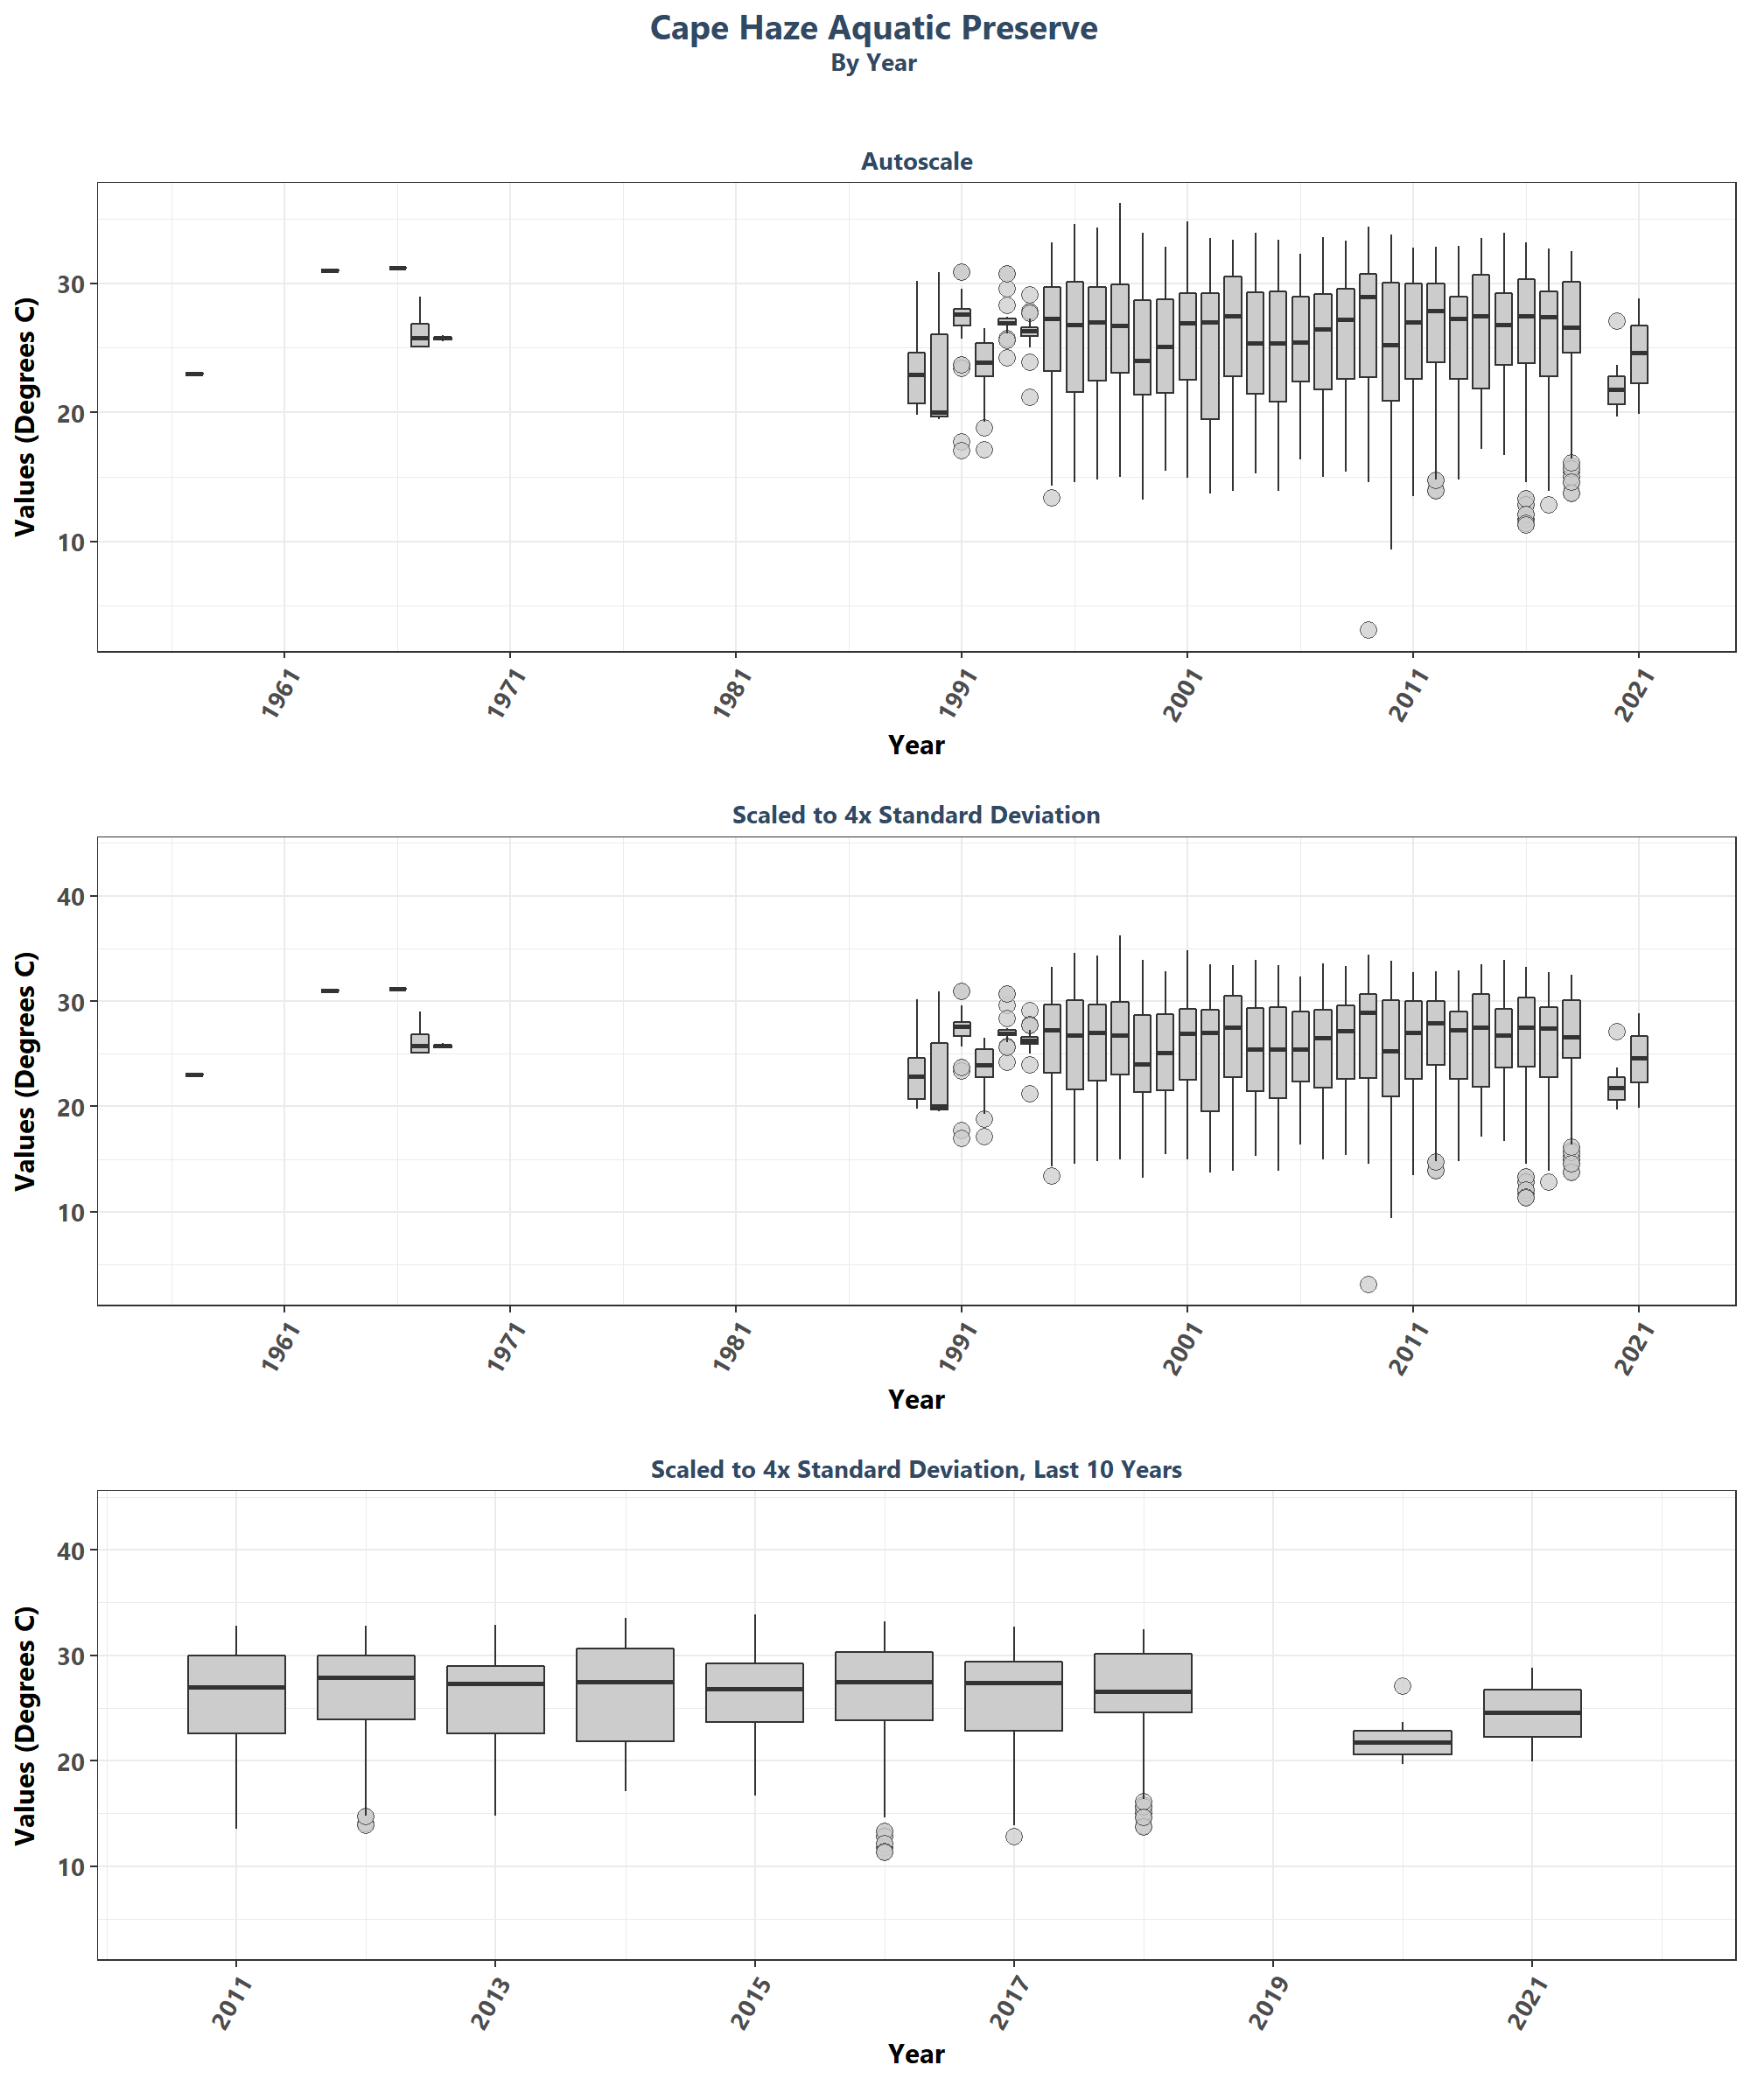 Cape Haze Aquatic Preserve
By Year
Autoscale
Values (Degrees C)
30
20
10
1961
1971
1981
1991
2001
2011
2021
Year
Scaled to 4x Standard Deviation
Values (Degrees C)
40
30
20
10
1961
1971
1981
1991
2001
2011
2021
Year
Scaled to 4x Standard Deviation, Last 10 Years
Values (Degrees C)
40
30
20
10
2011
2013
2015
2017
2019
2021
Year